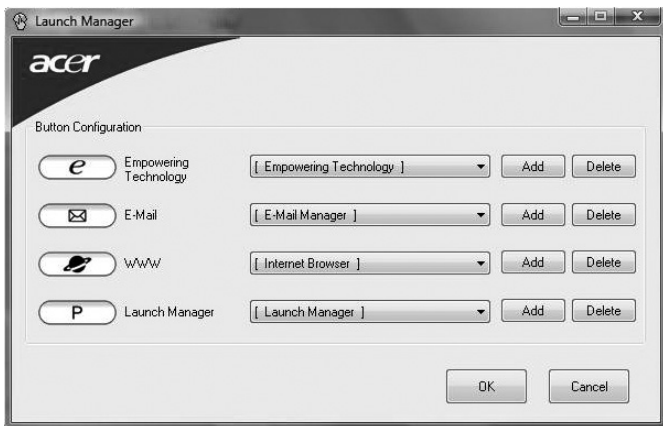 Launch Manager
acer
Button Configuration
e Empowering Technology [ Empowering Technology ] Add Delete
E-Mail [ E-Mail Manager ] Add Delete
WWW [ Internet Browser ] Add Delete
P Launch Manager [ Launch Manager ] Add Delete
OK Cancel